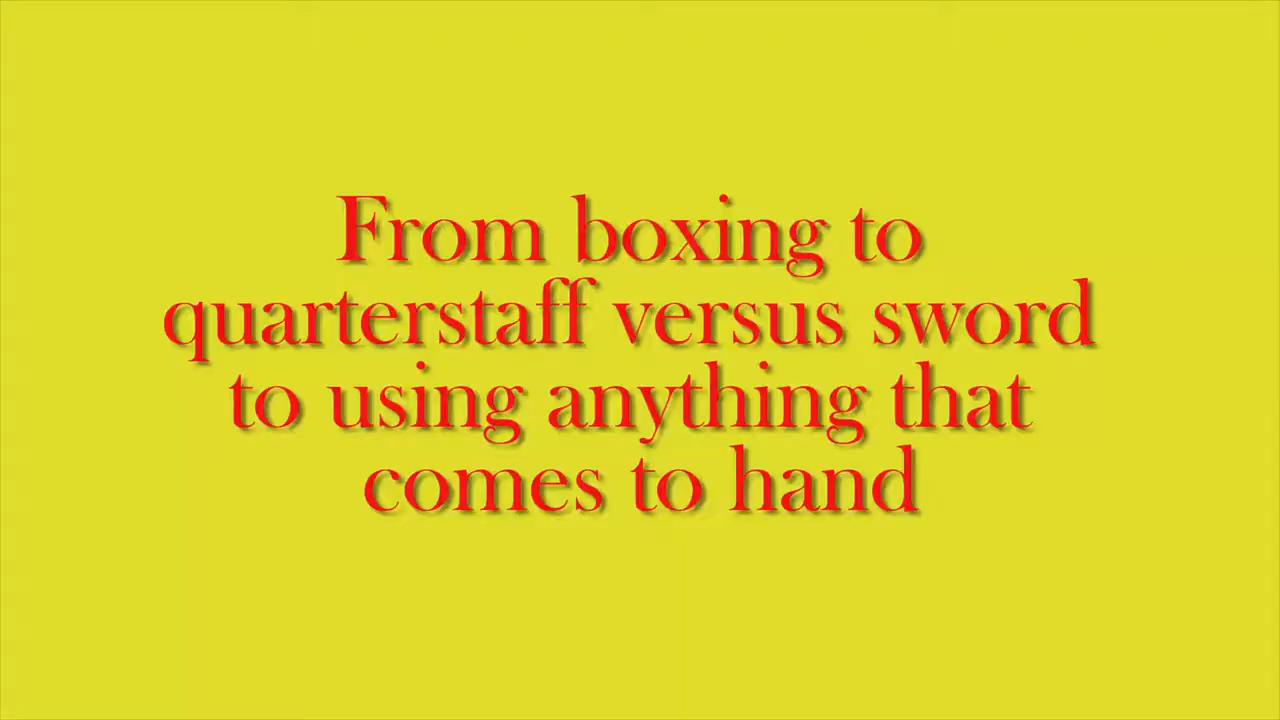 From boxing to
quarterstaff versus sword
to using anything that
comes to hand